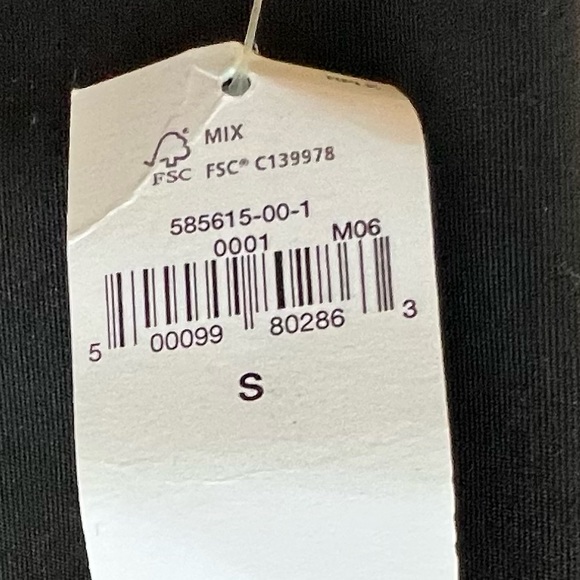 MIX
FSC FSC® C139978
585615-00-1
0001 M06
5 00099 80286 3
S